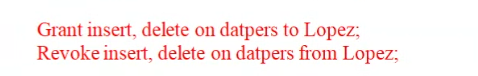 Grant insert, delete on datpers to Lopez;
Revoke insert, delete on datpers from Lopez;